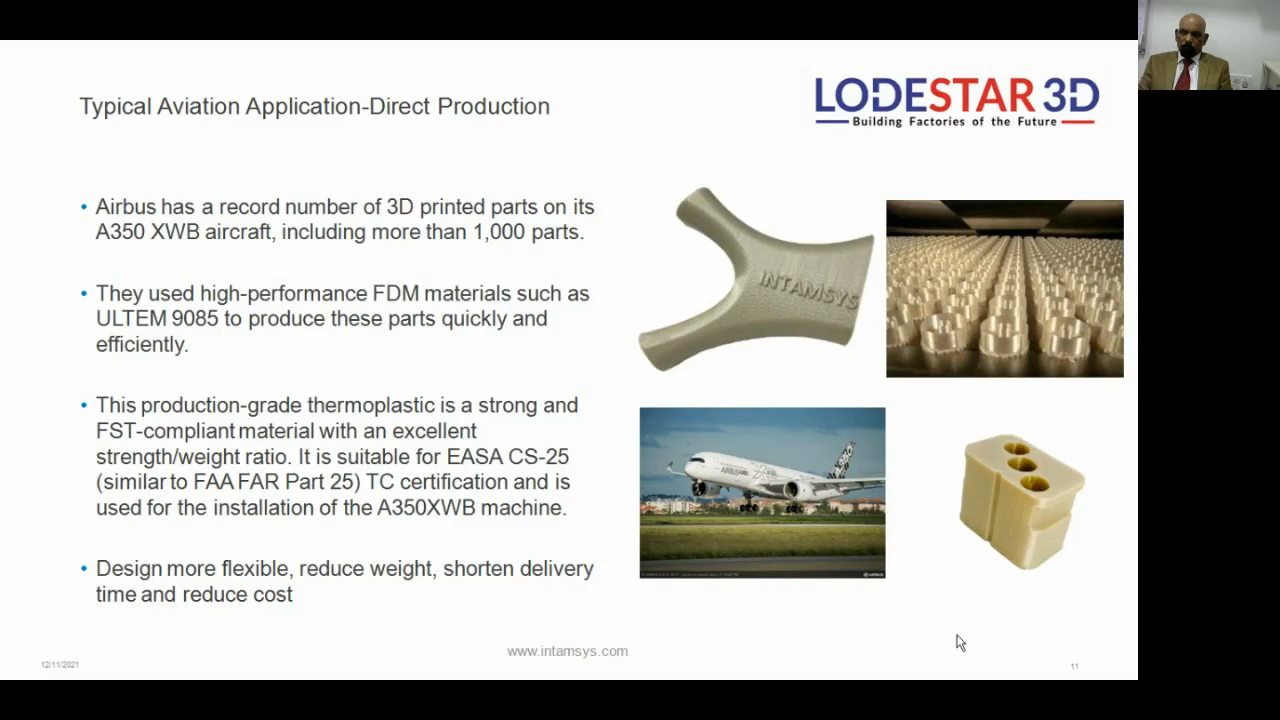 Typical Aviation Application-Direct Production
LODESTAR 3D
Building Factories of the Future
• Airbus has a record number of 3D printed parts on its
A350 XWB aircraft, including more than 1,000 parts.
• They used high-performance FDM materials such as
ULTEM 9085 to produce these parts quickly and
efficiently.
• This production-grade thermoplastic is a strong and
FST-compliant material with an excellent
strength/weight ratio. It is suitable for EASA CS-25
(similar to FAA FAR Part 25) TC certification and is
used for the installation of the A350XWB machine.
• Design more flexible, reduce weight, shorten delivery
time and reduce cost
INTAMSYS
AIRBUS
www.intamsys.com
12/11/2021
11